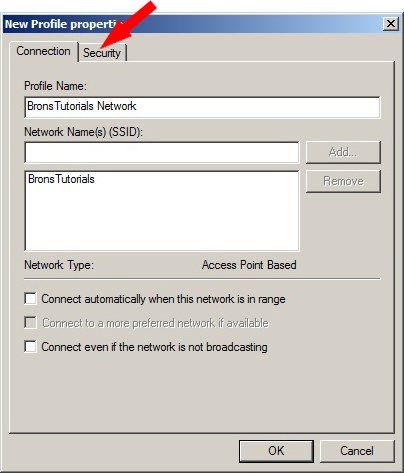 New Profile properti
Connection Security
Profile Name:
BronsTutorials Network
Network Name(s) (SSID):
Add...
BronsTutorials
Remove
Network Type: Access Point Based
Connect automatically when this network is in range
Connect to a more preferred network if available
Connect even if the network is not broadcasting
OK Cancel